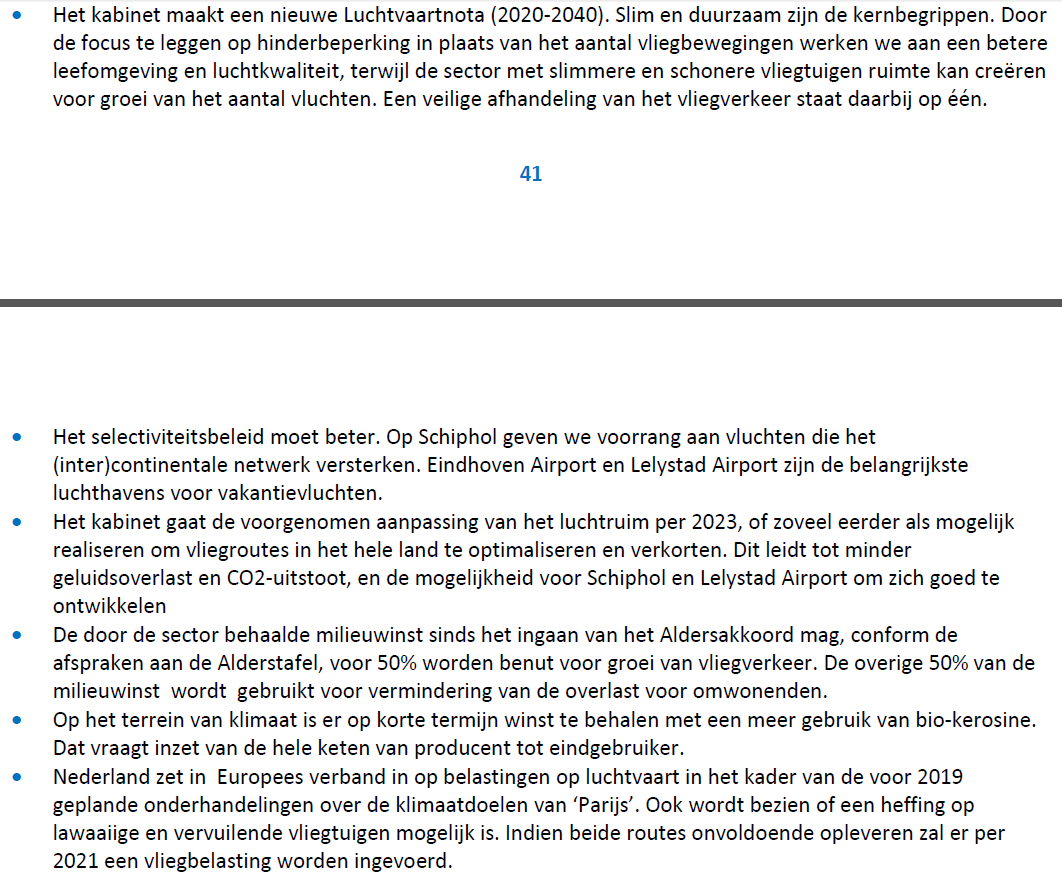 • Het kabinet maakt een nieuwe Luchtvaartnota (2020-2040). Slim en duurzaam zijn de kernbegrippen. Door
de focus te leggen op hinderbeperking in plaats van het aantal vliegbewegingen werken we aan een betere
leefomgeving en luchtkwaliteit, terwijl de sector met slimmere en schonere vliegtuigen ruimte kan creëren
voor groei van het aantal vluchten. Een veilige afhandeling van het vliegverkeer staat daarbij op één.
41
• Het selectiviteitsbeleid moet beter. Op Schiphol geven we voorrang aan vluchten die het
(inter)continentale netwerk versterken. Eindhoven Airport en Lelystad Airport zijn de belangrijkste
luchthavens voor vakantievluchten.
• Het kabinet gaat de voorgenomen aanpassing van het luchtruim per 2023, of zoveel eerder als mogelijk
realiseren om vliegroutes in het hele land te optimaliseren en verkorten. Dit leidt tot minder
geluidsoverlast en CO2-uitstoot, en de mogelijkheid voor Schiphol en Lelystad Airport om zich goed te
ontwikkelen
• De door de sector behaalde milieuwinst sinds het ingaan van het Aldersakkoord mag, conform de
afspraken aan de Alderstafel, voor 50% worden benut voor groei van vliegverkeer. De overige 50% van de
milieuwinst  wordt  gebruikt voor vermindering van de overlast voor omwonenden.
• Op het terrein van klimaat is er op korte termijn winst te behalen met een meer gebruik van bio-kerosine.
Dat vraagt inzet van de hele keten van producent tot eindgebruiker.
• Nederland zet in  Europees verband in op belastingen op luchtvaart in het kader van de voor 2019
geplande onderhandelingen over de klimaatdoelen van ‘Parijs’. Ook wordt bezien of een heffing op
lawaaiige en vervuilende vliegtuigen mogelijk is. Indien beide routes onvoldoende opleveren zal er per
2021 een vliegbelasting worden ingevoerd.